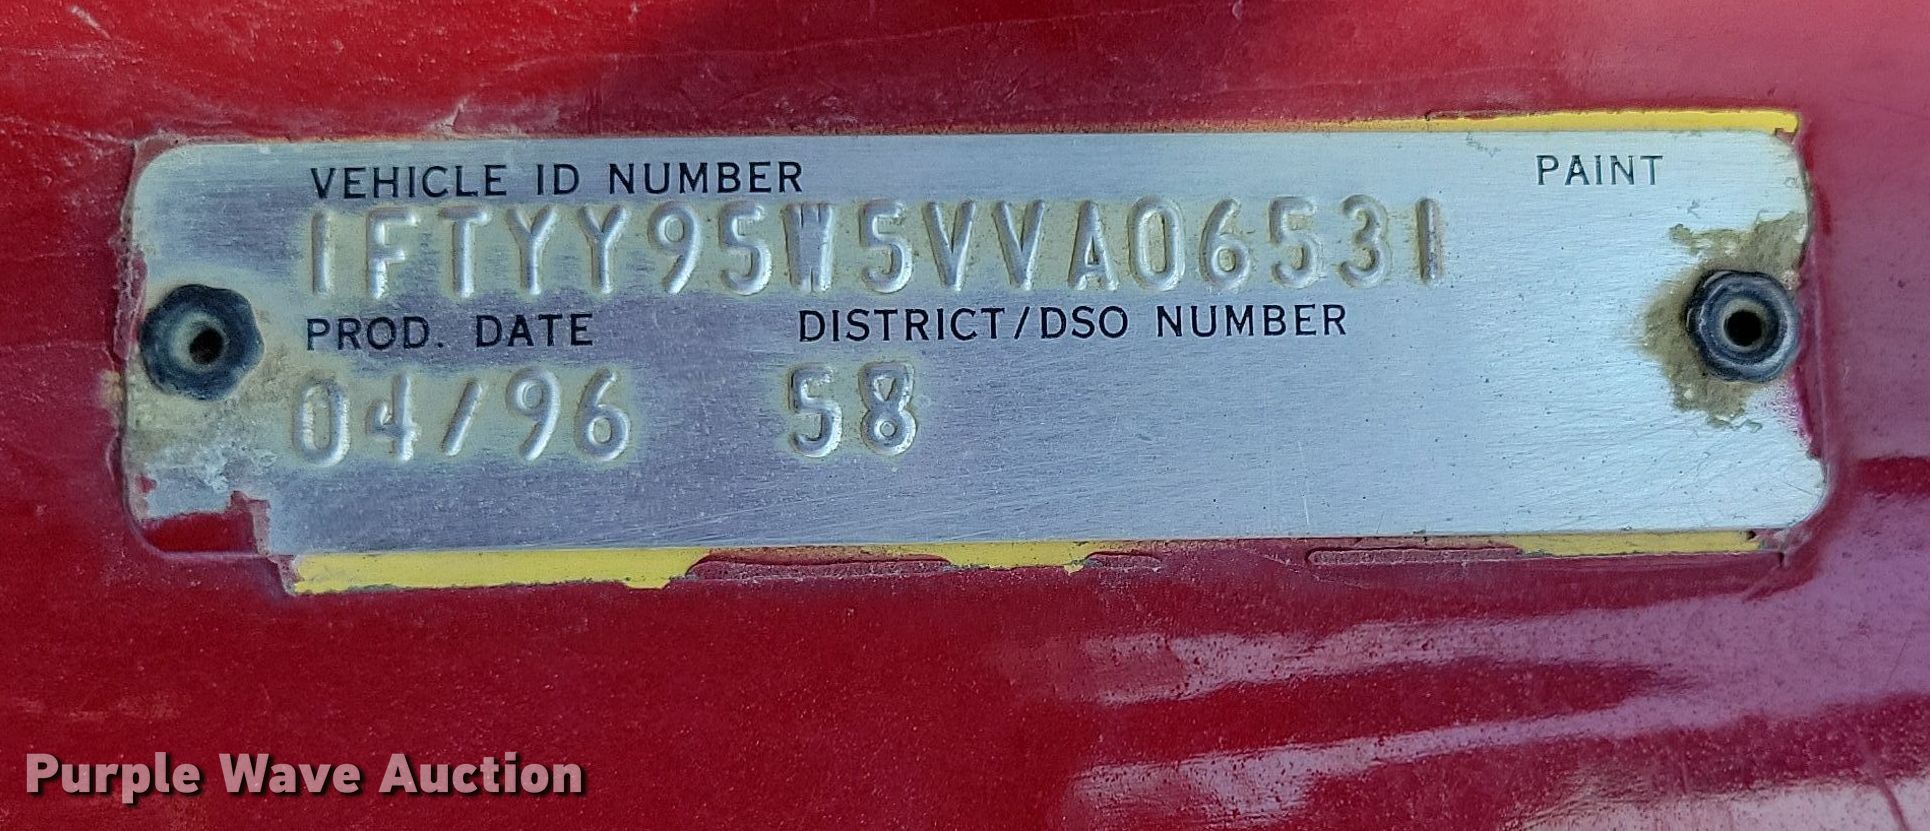 VEHICLE ID NUMBER PAINT
1FTYY95W5VVA06531
PROD. DATE DISTRICT/DSO NUMBER
04/96 58
Purple Wave Auction